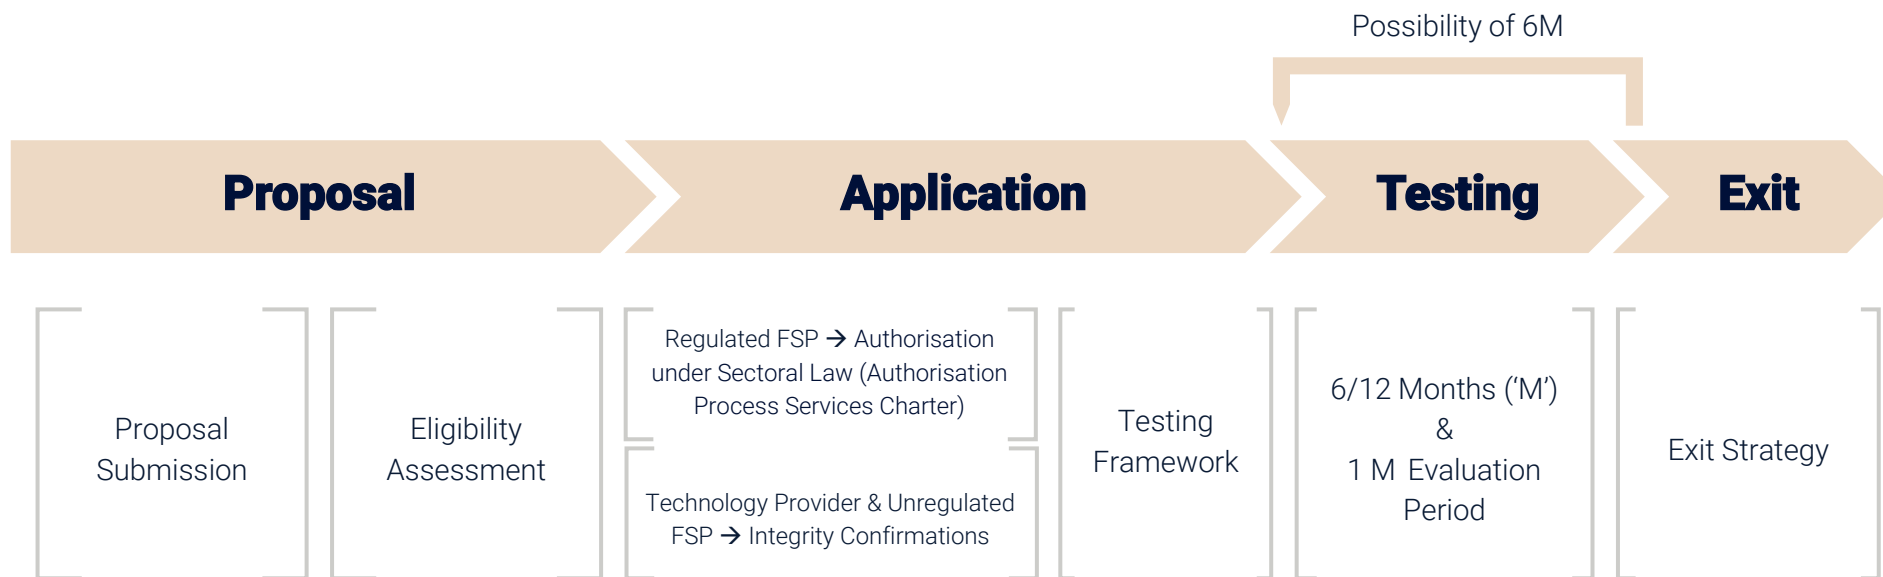 Possibility of 6M
Proposal
Application
Testing
Exit
Proposal
Submission
Eligibility
Assessment
Regulated FSP → Authorisation
under Sectoral Law (Authorisation
Process Services Charter)
Technology Provider & Unregulated
FSP → Integrity Confirmations
Testing
Framework
6/12 Months (‘M’)
&
1 M Evaluation
Period
Exit Strategy